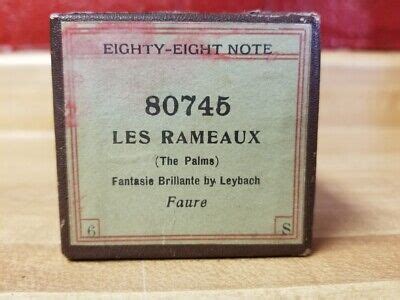 EIGHTY-EIGHT NOTE
80745
LES RAMEAUX
(The Palms)
Fantasie Brillante by Leybach
Faure
6 S